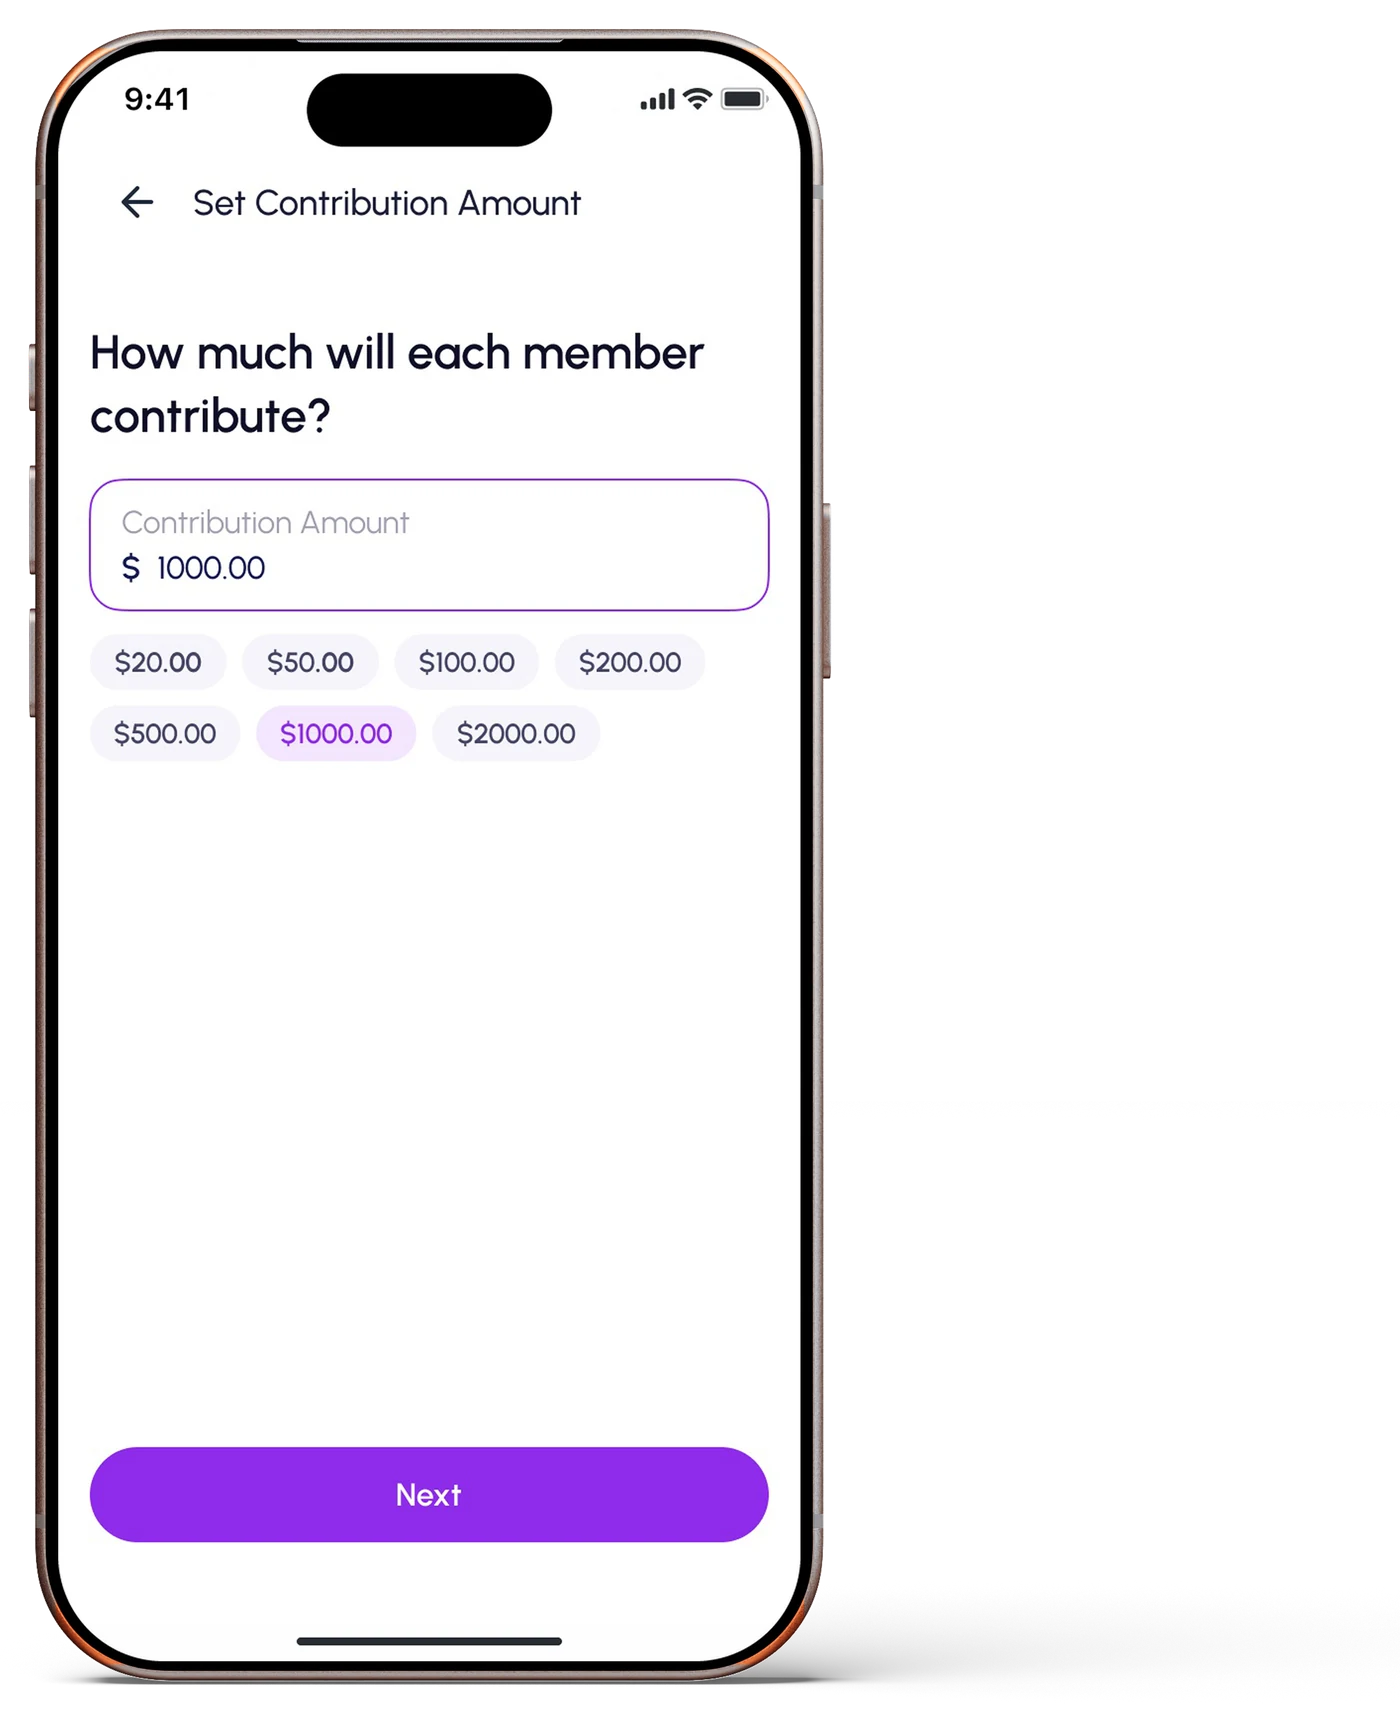 9:41
Set Contribution Amount
How much will each member
contribute?
Contribution Amount
$ 1000.00
$20.00 $50.00 $100.00 $200.00
$500.00 $1000.00 $2000.00
Next